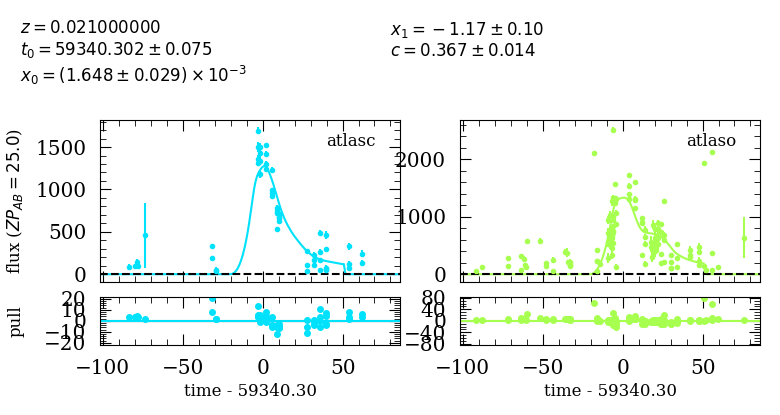 z = 0.021000000
t₀ = 59340.302 ± 0.075
x₀ = (1.648 ± 0.029) × 10⁻³
x₁ = −1.17 ± 0.10
c = 0.367 ± 0.014
flux (ZP_AB = 25.0)
1500
1000
500
0
atlasc
2000
1000
0
atlaso
pull
20
10
0
−10
−20
80
40
0
−40
−80
−100 −50 0 50
−100 −50 0 50
time - 59340.30
time - 59340.30